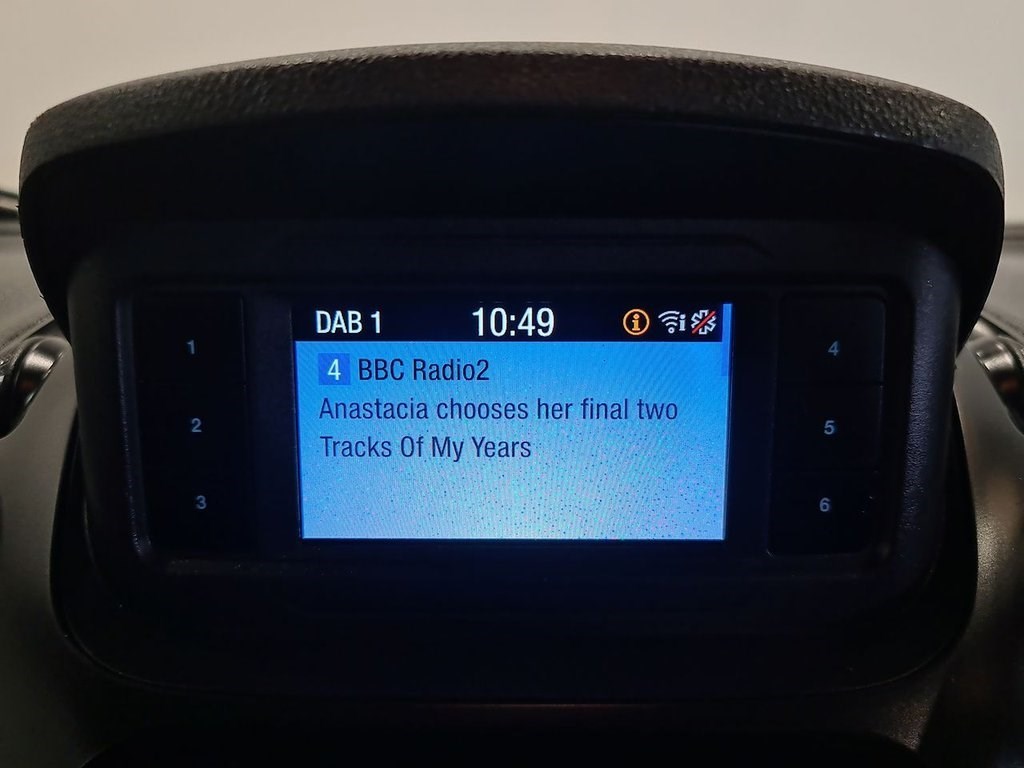 DAB 1 10:49
4 BBC Radio2
Anastacia chooses her final two
Tracks Of My Years
1
2
3
4
5
6